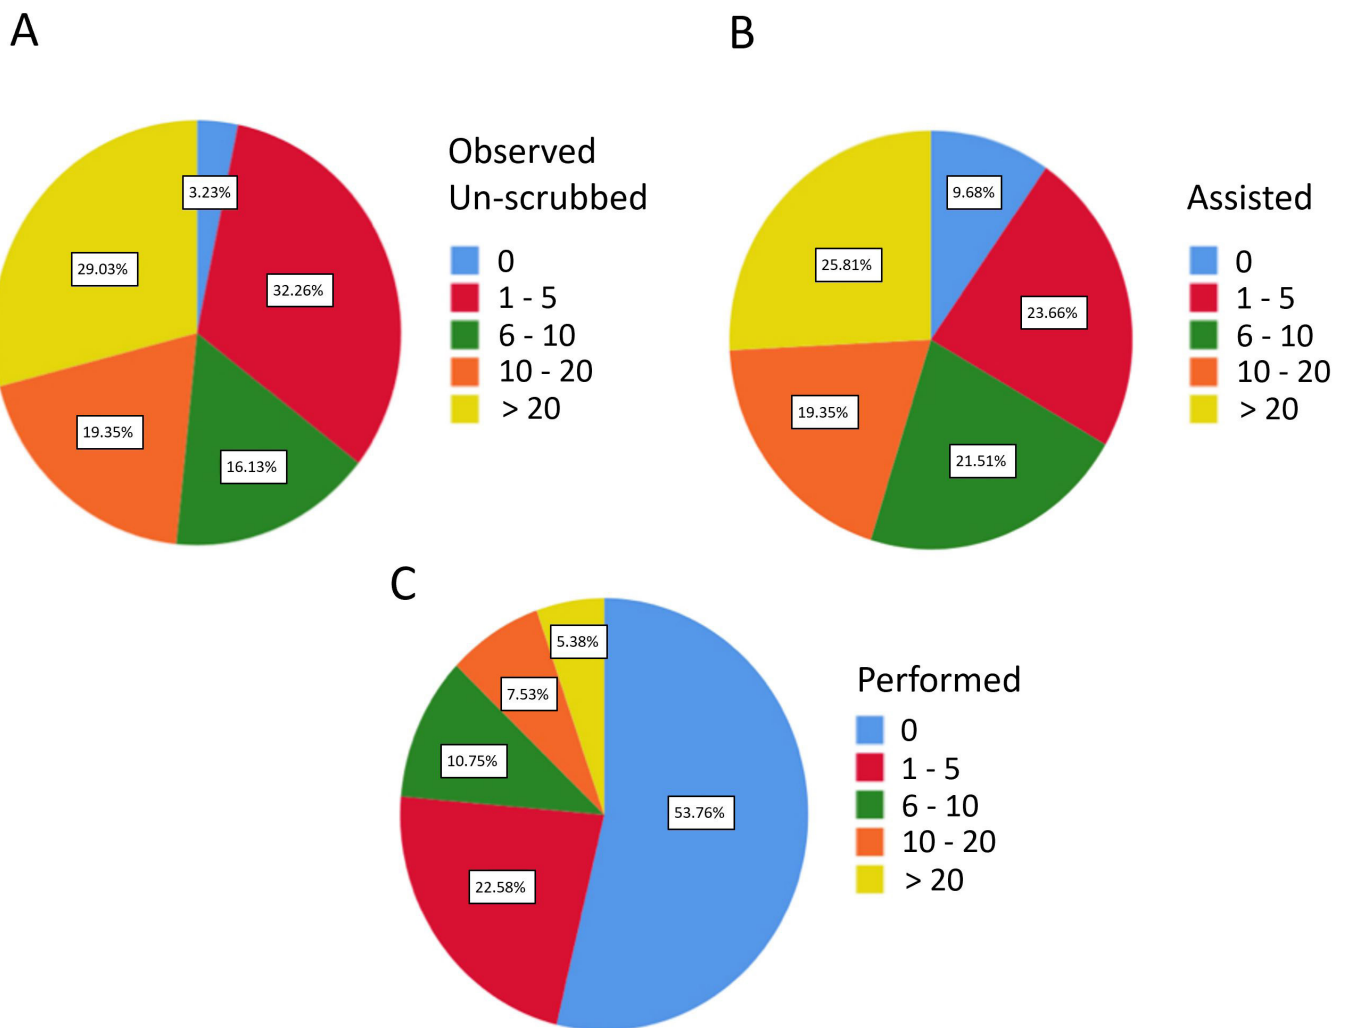 A
3.23%
29.03%
32.26%
19.35%
16.13%
Observed
Un-scrubbed
0
1 - 5
6 - 10
10 - 20
> 20
B
9.68%
25.81%
23.66%
19.35%
21.51%
Assisted
0
1 - 5
6 - 10
10 - 20
> 20
C
5.38%
7.53%
10.75%
53.76%
22.58%
Performed
0
1 - 5
6 - 10
10 - 20
> 20